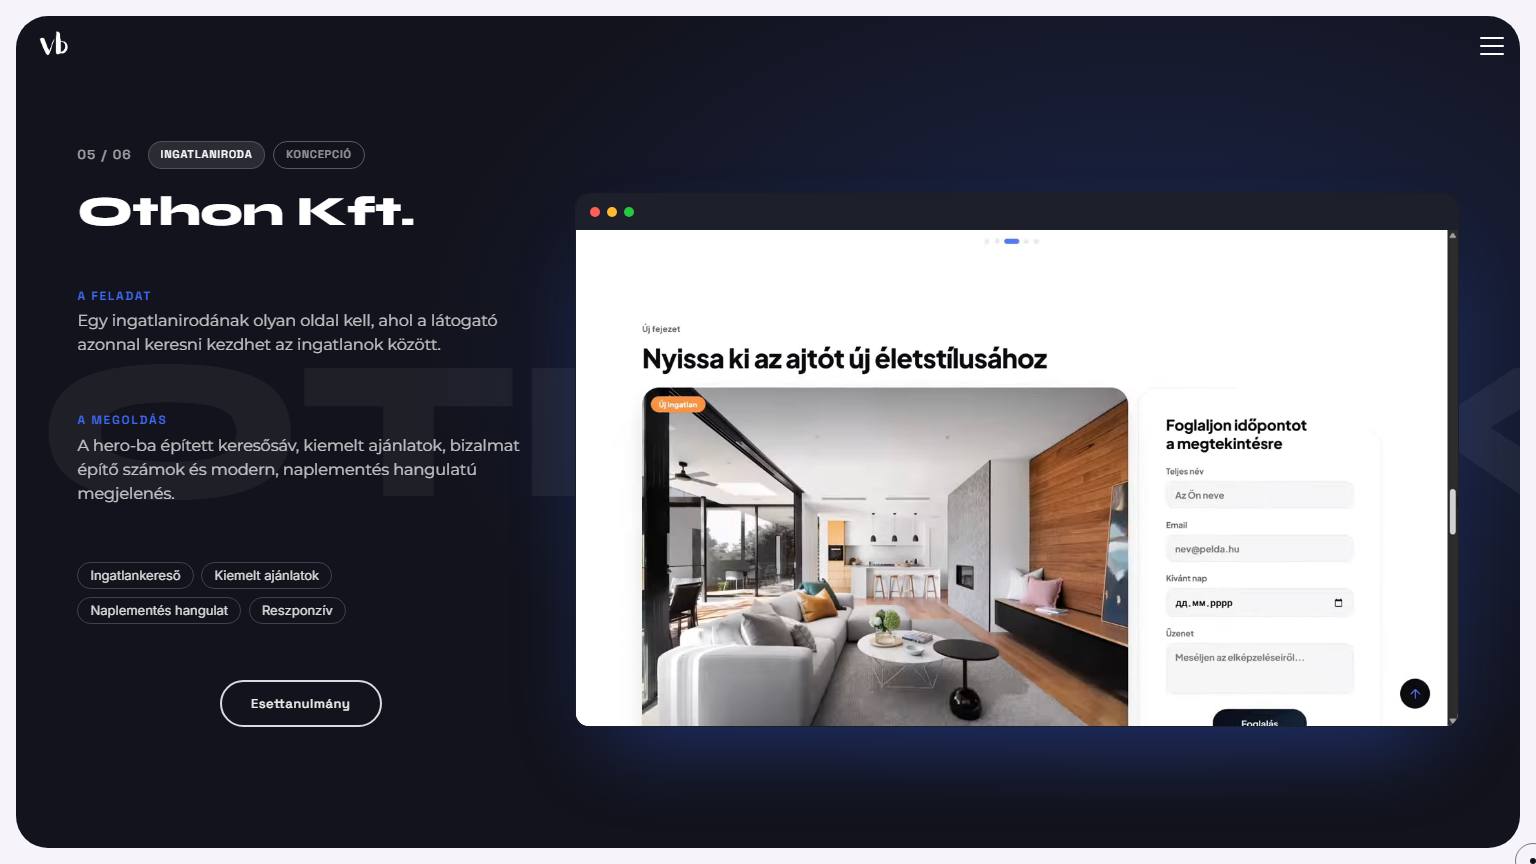 vb
05 / 06
INGATLANIRODA
KONCEPCIÓ
Othon Kft.
A FELADAT
Egy ingatlanirodának olyan oldal kell, ahol a látogató
azonnal keresni kezdhet az ingatlanok között.
A MEGOLDÁS
A hero-ba épített keresősáv, kiemelt ajánlatok, bizalmat
építő számok és modern, naplementés hangulatú
megjelenés.
Ingatlankereső
Kiemelt ajánlatok
Naplementés hangulat
Reszponzív
Esettanulmány
Új fejezet
Nyissa ki az ajtót új életstílusához
Új ingatlan
Foglaljon időpontot
a megtekintésre
Teljes név
Az Ön neve
Email
nev@pelda.hu
Kívánt nap
дд.мм.рррр
Üzenet
Meséljen az elképzeléseiről...
Foglalás